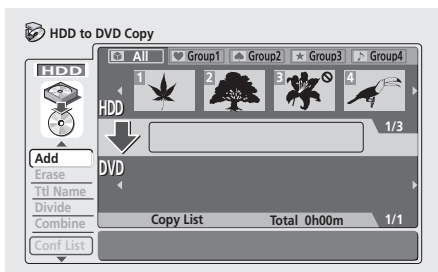 HDD to DVD Copy
All Group1 Group2 Group3 Group4
HDD
1 2 3 4
HDD
1/3
Add
Erase
Ttl Name
Divide
Combine
Conf List
DVD
Copy List Total 0h00m 1/1